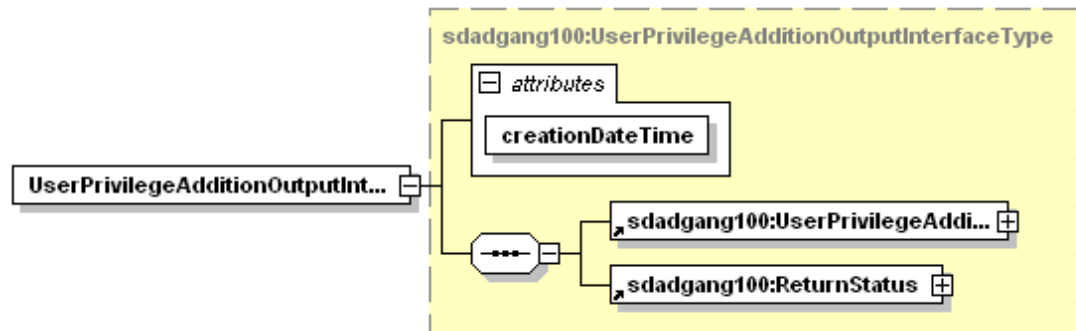 sdadgang100:UserPrivilegeAdditionOutputInterfaceType
attributes
creationDateTime
UserPrivilegeAdditionOutputInt...
sdadgang100:UserPrivilegeAddi...
sdadgang100:ReturnStatus